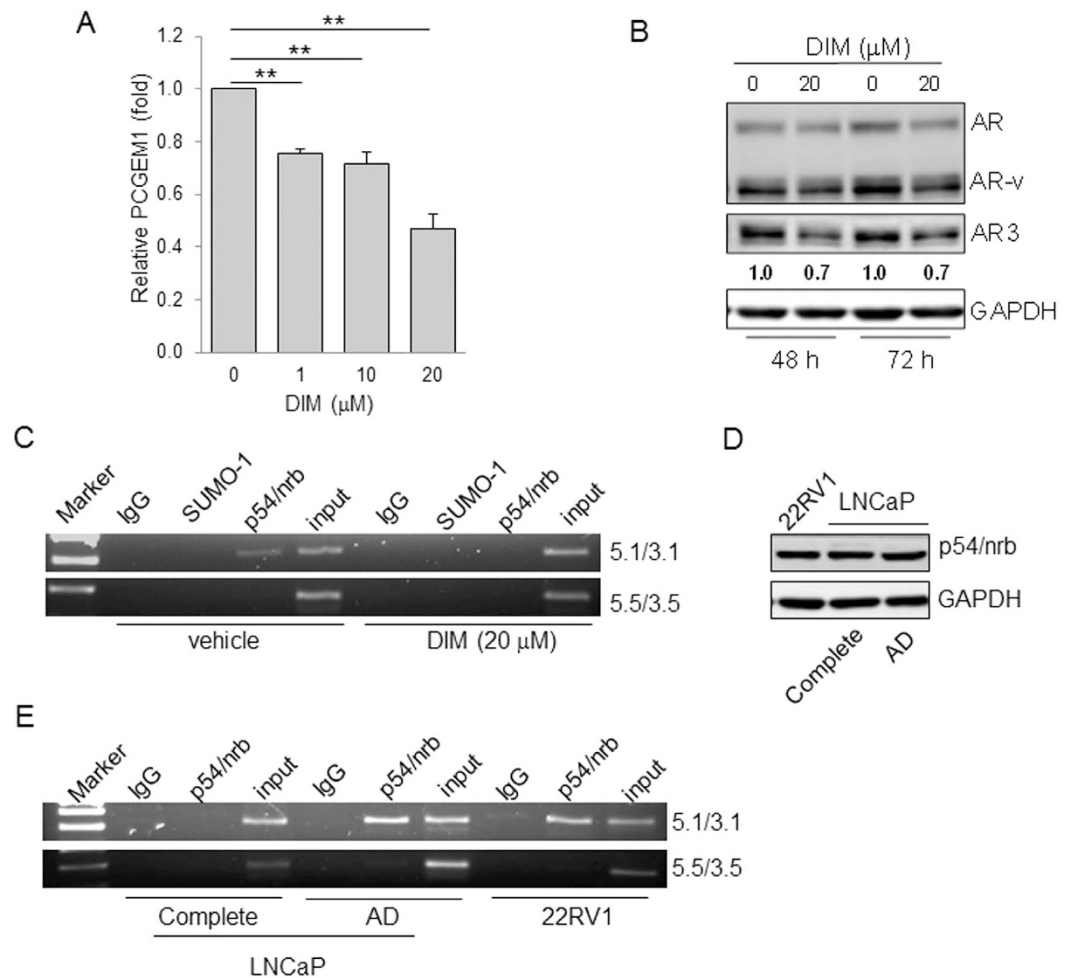 A
Relative PCGEM1 (fold)
1.2
1.0
0.8
0.6
0.4
0.2
0.0
**
**
**
0 1 10 20
DIM (μM)
B
DIM (μM)
0 20 0 20
AR
AR-v
AR3
1.0 0.7 1.0 0.7
GAPDH
48 h 72 h
C
Marker IgG SUMO-1 p54/nrb input IgG SUMO-1 p54/nrb input
5.1/3.1
5.5/3.5
vehicle DIM (20 μM)
D
22RV1 LNCaP
p54/nrb
GAPDH
Complete AD
E
Marker IgG p54/nrb input IgG p54/nrb input IgG p54/nrb input
5.1/3.1
5.5/3.5
Complete AD 22RV1
LNCaP